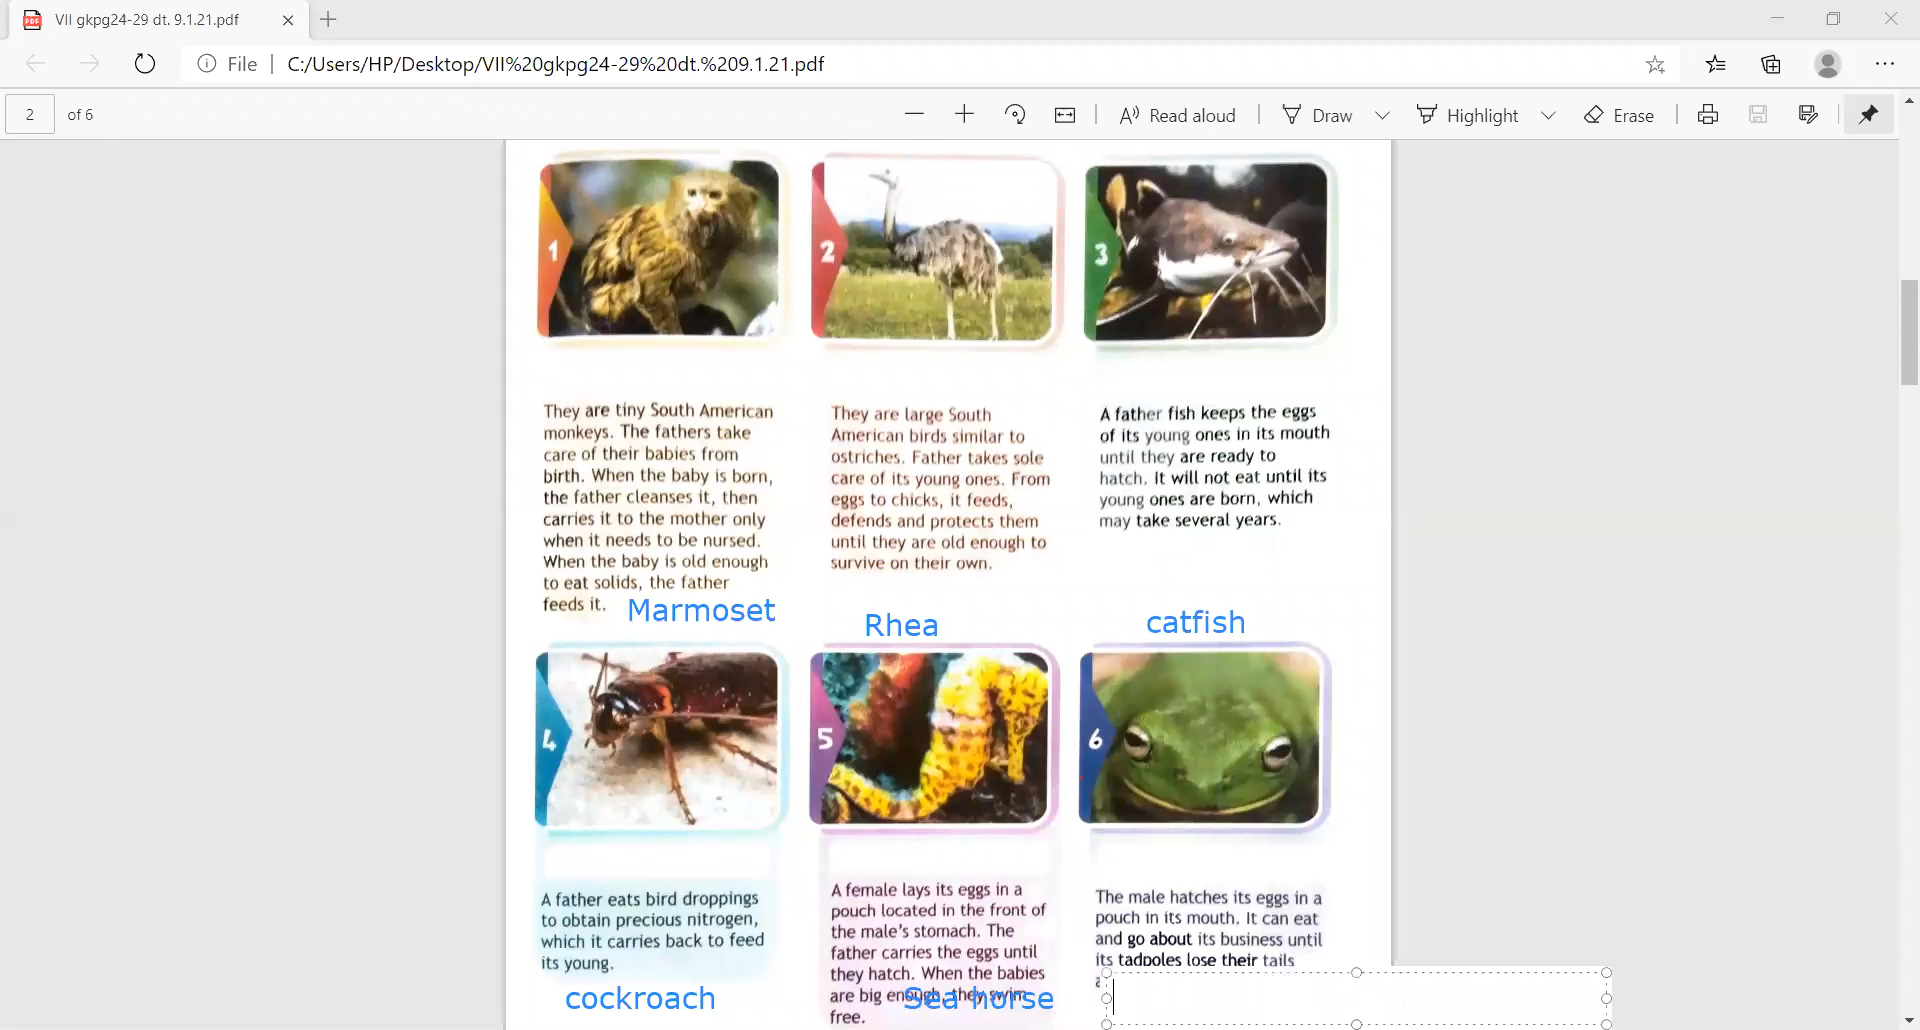 VII gkpg24-29 dt. 9.1.21.pdf
File
C:/Users/HP/Desktop/VII%20gkpg24-29%20dt.%209.1.21.pdf
2 of 6
Read aloud
Draw
Highlight
Erase
1
2
3
They are tiny South American
monkeys. The fathers take
care of their babies from
birth. When the baby is born,
the father cleanses it, then
carries it to the mother only
when it needs to be nursed.
When the baby is old enough
to eat solids, the father
feeds it.
Marmoset
They are large South
American birds similar to
ostriches. Father takes sole
care of its young ones. From
eggs to chicks, it feeds,
defends and protects them
until they are old enough to
survive on their own.
Rhea
A father fish keeps the eggs
of its young ones in its mouth
until they are ready to
hatch. It will not eat until its
young ones are born, which
may take several years.
catfish
4
5
6
A father eats bird droppings
to obtain precious nitrogen,
which it carries back to feed
its young.
cockroach
A female lays its eggs in a
pouch located in the front of
the male's stomach. The
father carries the eggs until
they hatch. When the babies
are big enough, they swim
free.
Sea horse
The male hatches its eggs in a
pouch in its mouth. It can eat
and go about its business until
its tadpoles lose their tails